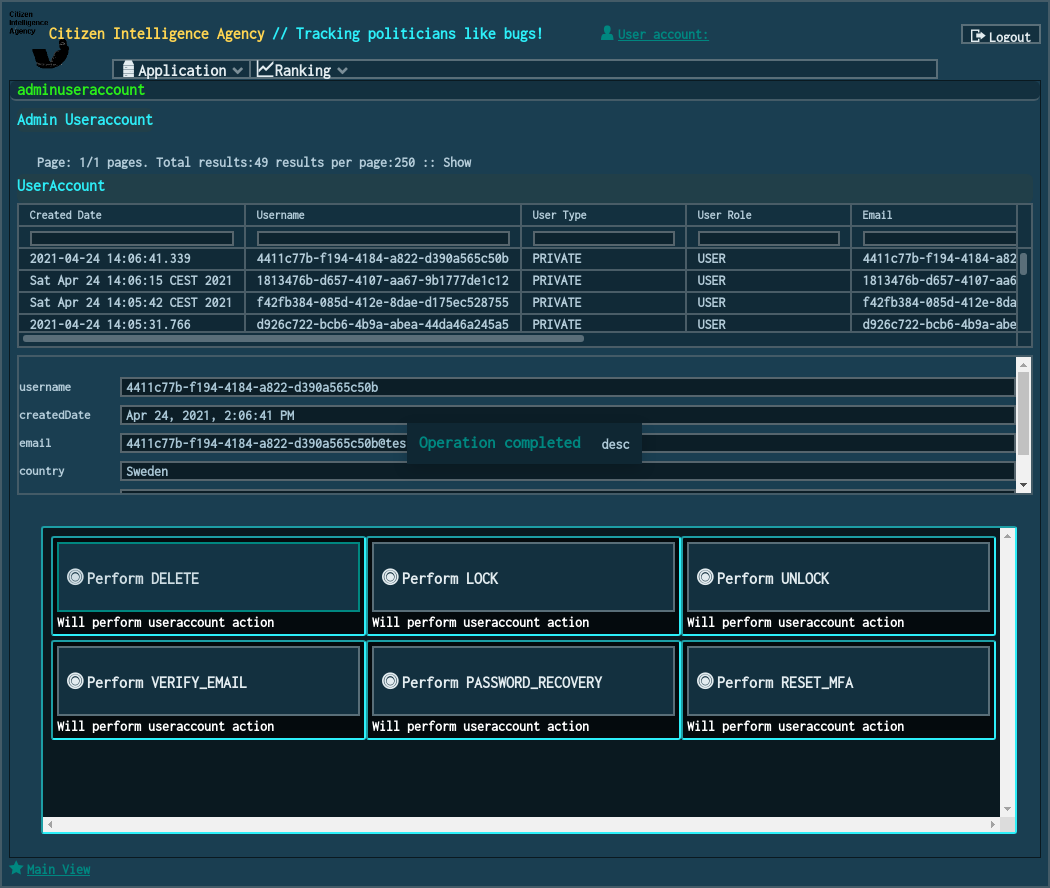 Citizen
Intelligence
Agency
Citizen Intelligence Agency // Tracking politicians like bugs!
User account:
Logout
Application
Ranking
adminuseraccount
Admin Useraccount
Page: 1/1 pages. Total results:49 results per page:250 :: Show
UserAccount
Created Date Username User Type User Role Email
2021-04-24 14:06:41.339 4411c77b-f194-4184-a822-d390a565c50b PRIVATE USER 4411c77b-f194-4184-a82
Sat Apr 24 14:06:15 CEST 2021 1813476b-d657-4107-aa67-9b1777de1c12 PRIVATE USER 1813476b-d657-4107-aa6
Sat Apr 24 14:05:42 CEST 2021 f42fb384-085d-412e-8dae-d175ec528755 PRIVATE USER f42fb384-085d-412e-8da
2021-04-24 14:05:31.766 d926c722-bcb6-4b9a-abea-44da46a245a5 PRIVATE USER d926c722-bcb6-4b9a-abe
username 4411c77b-f194-4184-a822-d390a565c50b
createdDate Apr 24, 2021, 2:06:41 PM
email 4411c77b-f194-4184-a822-d390a565c50b@tes
Operation completed desc
country Sweden
Perform DELETE Perform LOCK Perform UNLOCK
Will perform useraccount action Will perform useraccount action Will perform useraccount action
Perform VERIFY_EMAIL Perform PASSWORD_RECOVERY Perform RESET_MFA
Will perform useraccount action Will perform useraccount action Will perform useraccount action
Main View